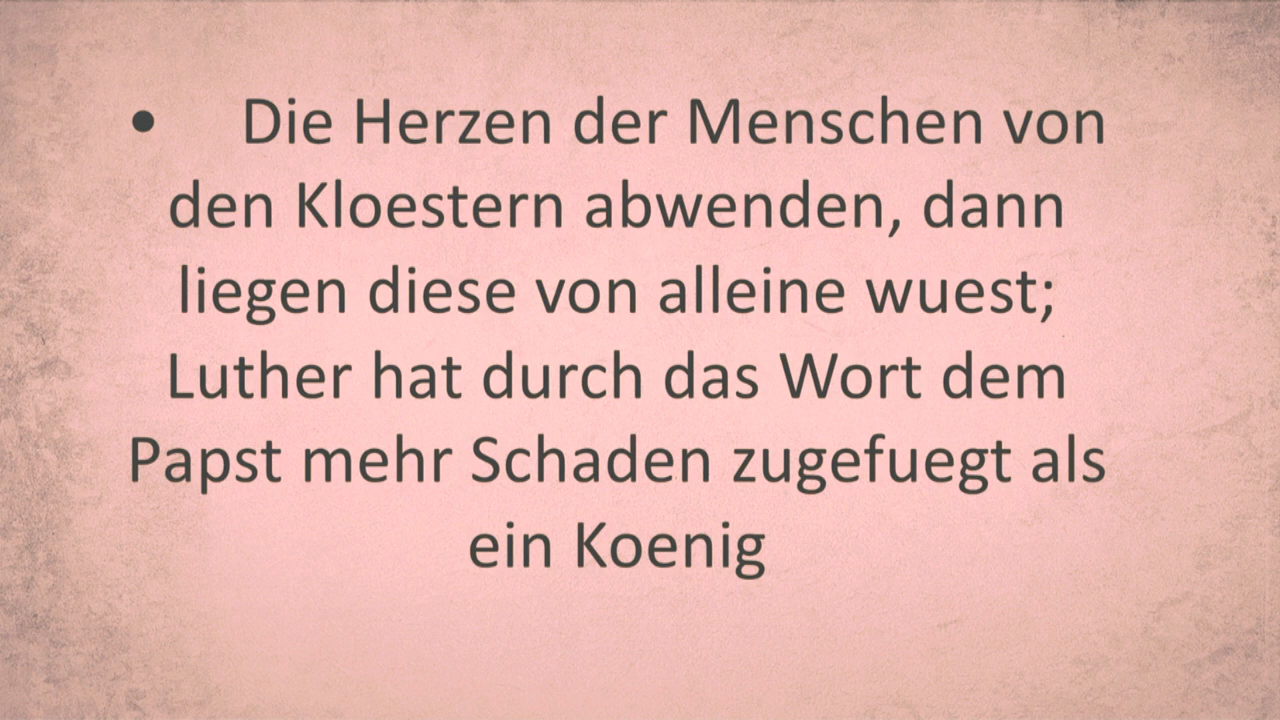 • Die Herzen der Menschen von
den Kloestern abwenden, dann
liegen diese von alleine wuest;
Luther hat durch das Wort dem
Papst mehr Schaden zugefuegt als
ein Koenig